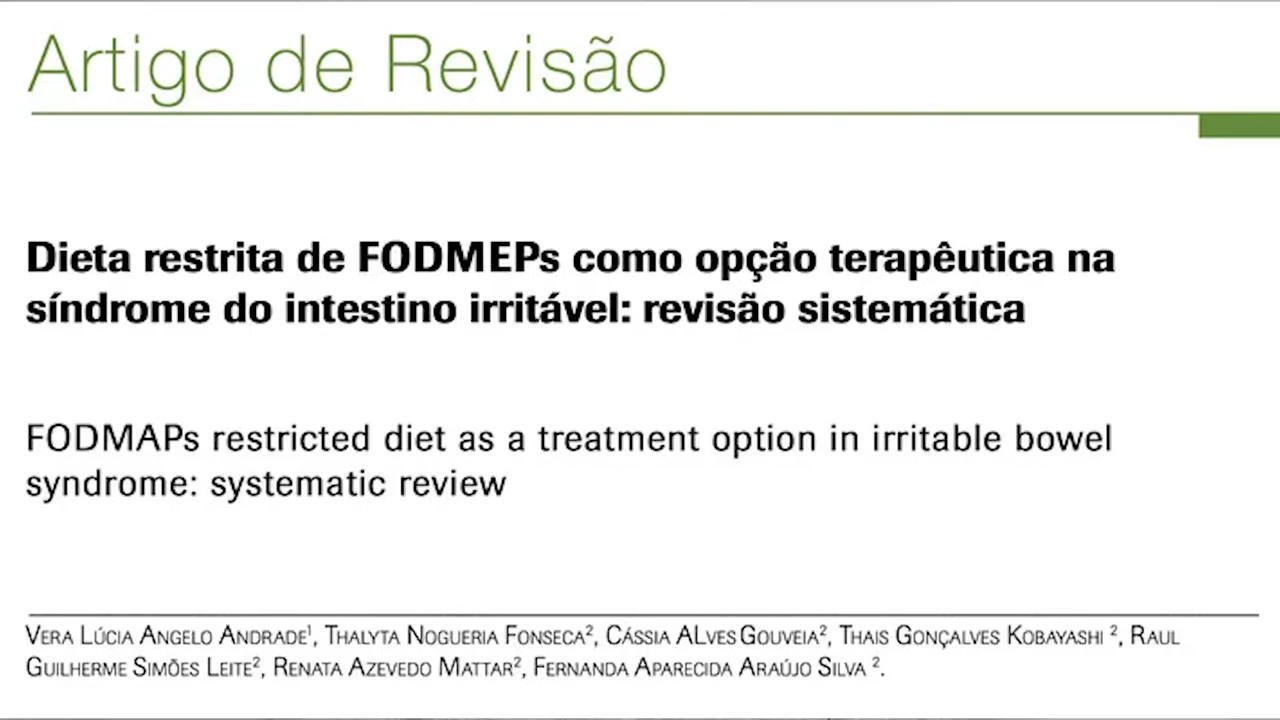 Artigo de Revisão
Dieta restrita de FODMEPs como opção terapêutica na
síndrome do intestino irritável: revisão sistemática
FODMAPs restricted diet as a treatment option in irritable bowel
syndrome: systematic review
Vera Lúcia Angelo Andrade¹, Thalyta Nogueria Fonseca², Cássia ALves Gouveia², Thais Gonçalves Kobayashi ², Raul
Guilherme Simões Leite², Renata Azevedo Mattar², Fernanda Aparecida Araújo Silva ².